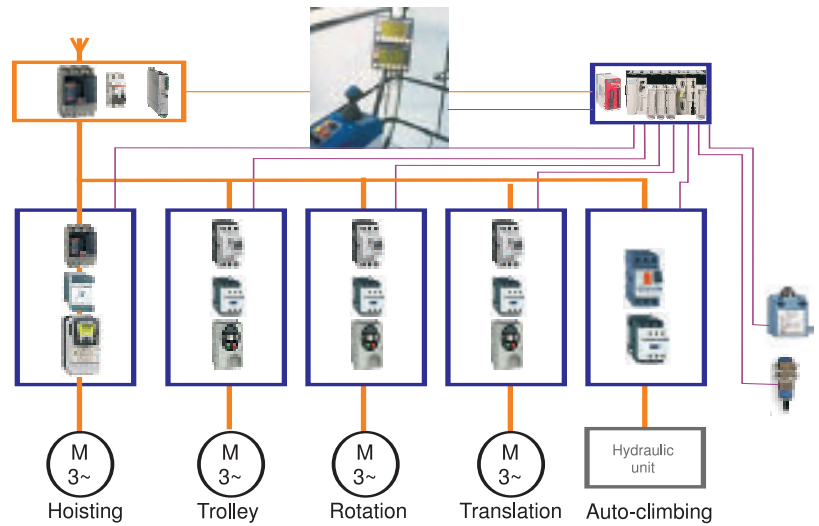 M
3~
M
3~
M
3~
M
3~
Hydraulic
unit
Hoisting
Trolley
Rotation
Translation
Auto-climbing